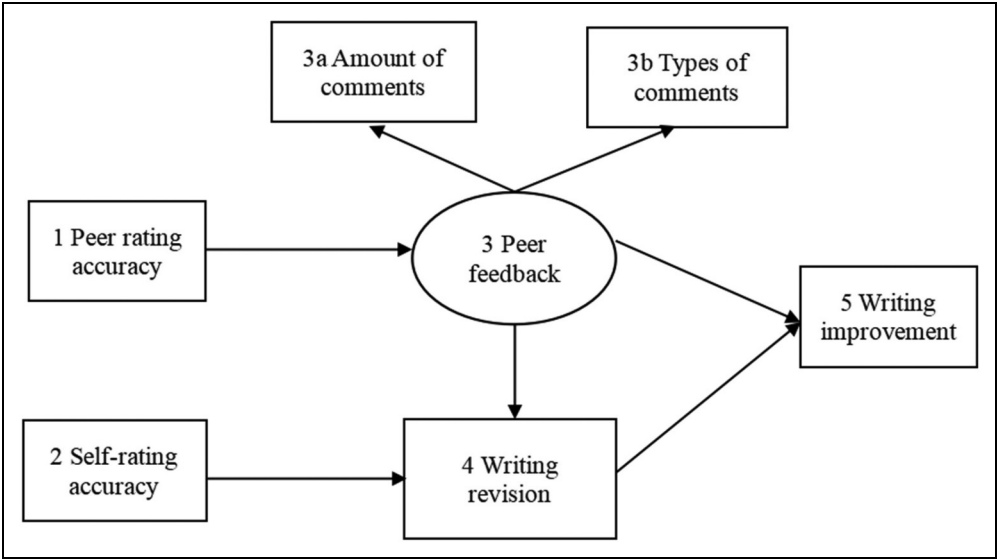 3a Amount of
comments
3b Types of
comments
1 Peer rating
accuracy
3 Peer
feedback
5 Writing
improvement
2 Self-rating
accuracy
4 Writing
revision